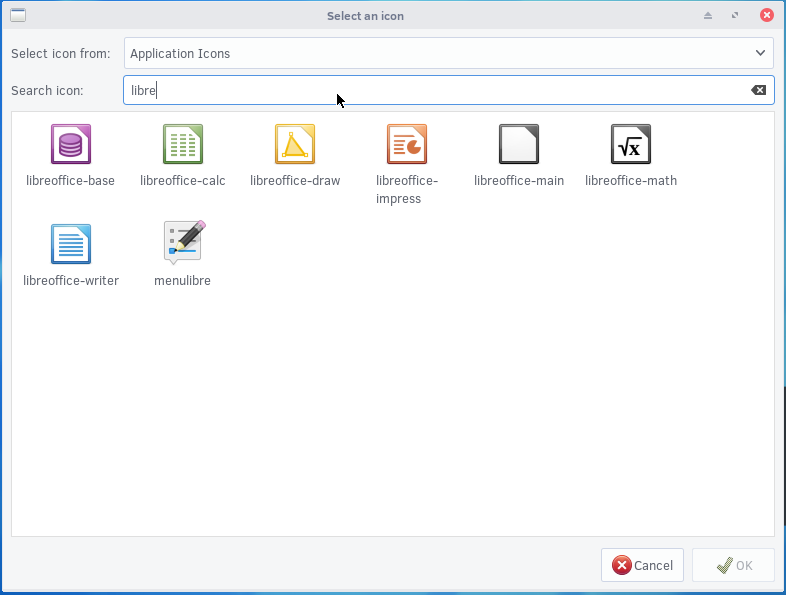 Select an icon
Select icon from: Application Icons
Search icon: libre
libreoffice-base libreoffice-calc libreoffice-draw libreoffice-
impress libreoffice-main libreoffice-math
√x
libreoffice-writer menulibre
Cancel OK